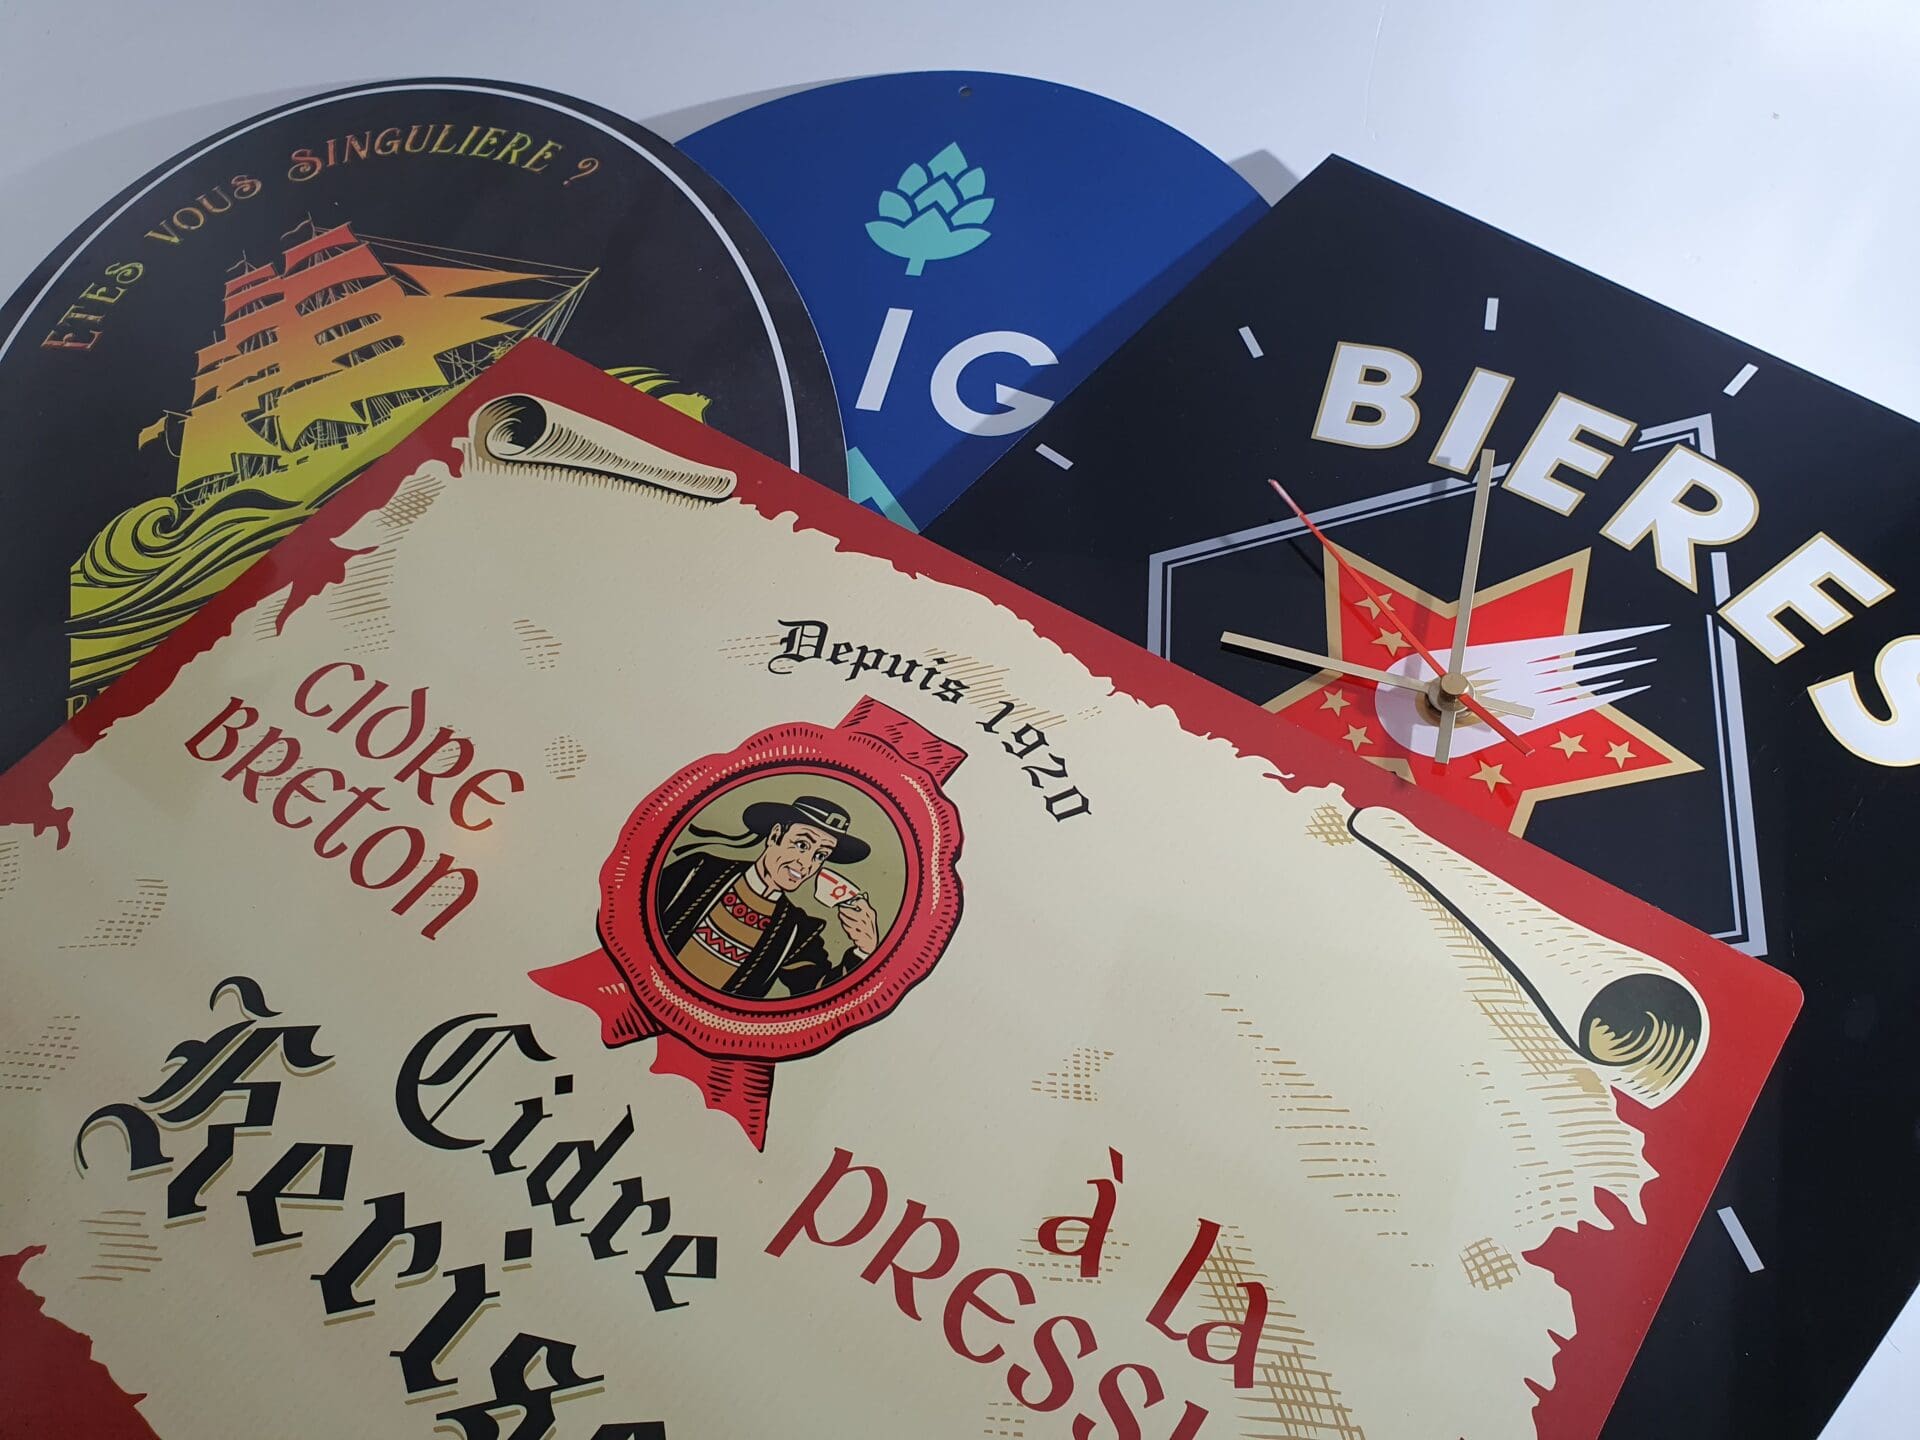 ETES VOUS SINGULIERE ?
IG
BIERES
Depuis 1920
CIDRE
BRETON
Cidre
à la